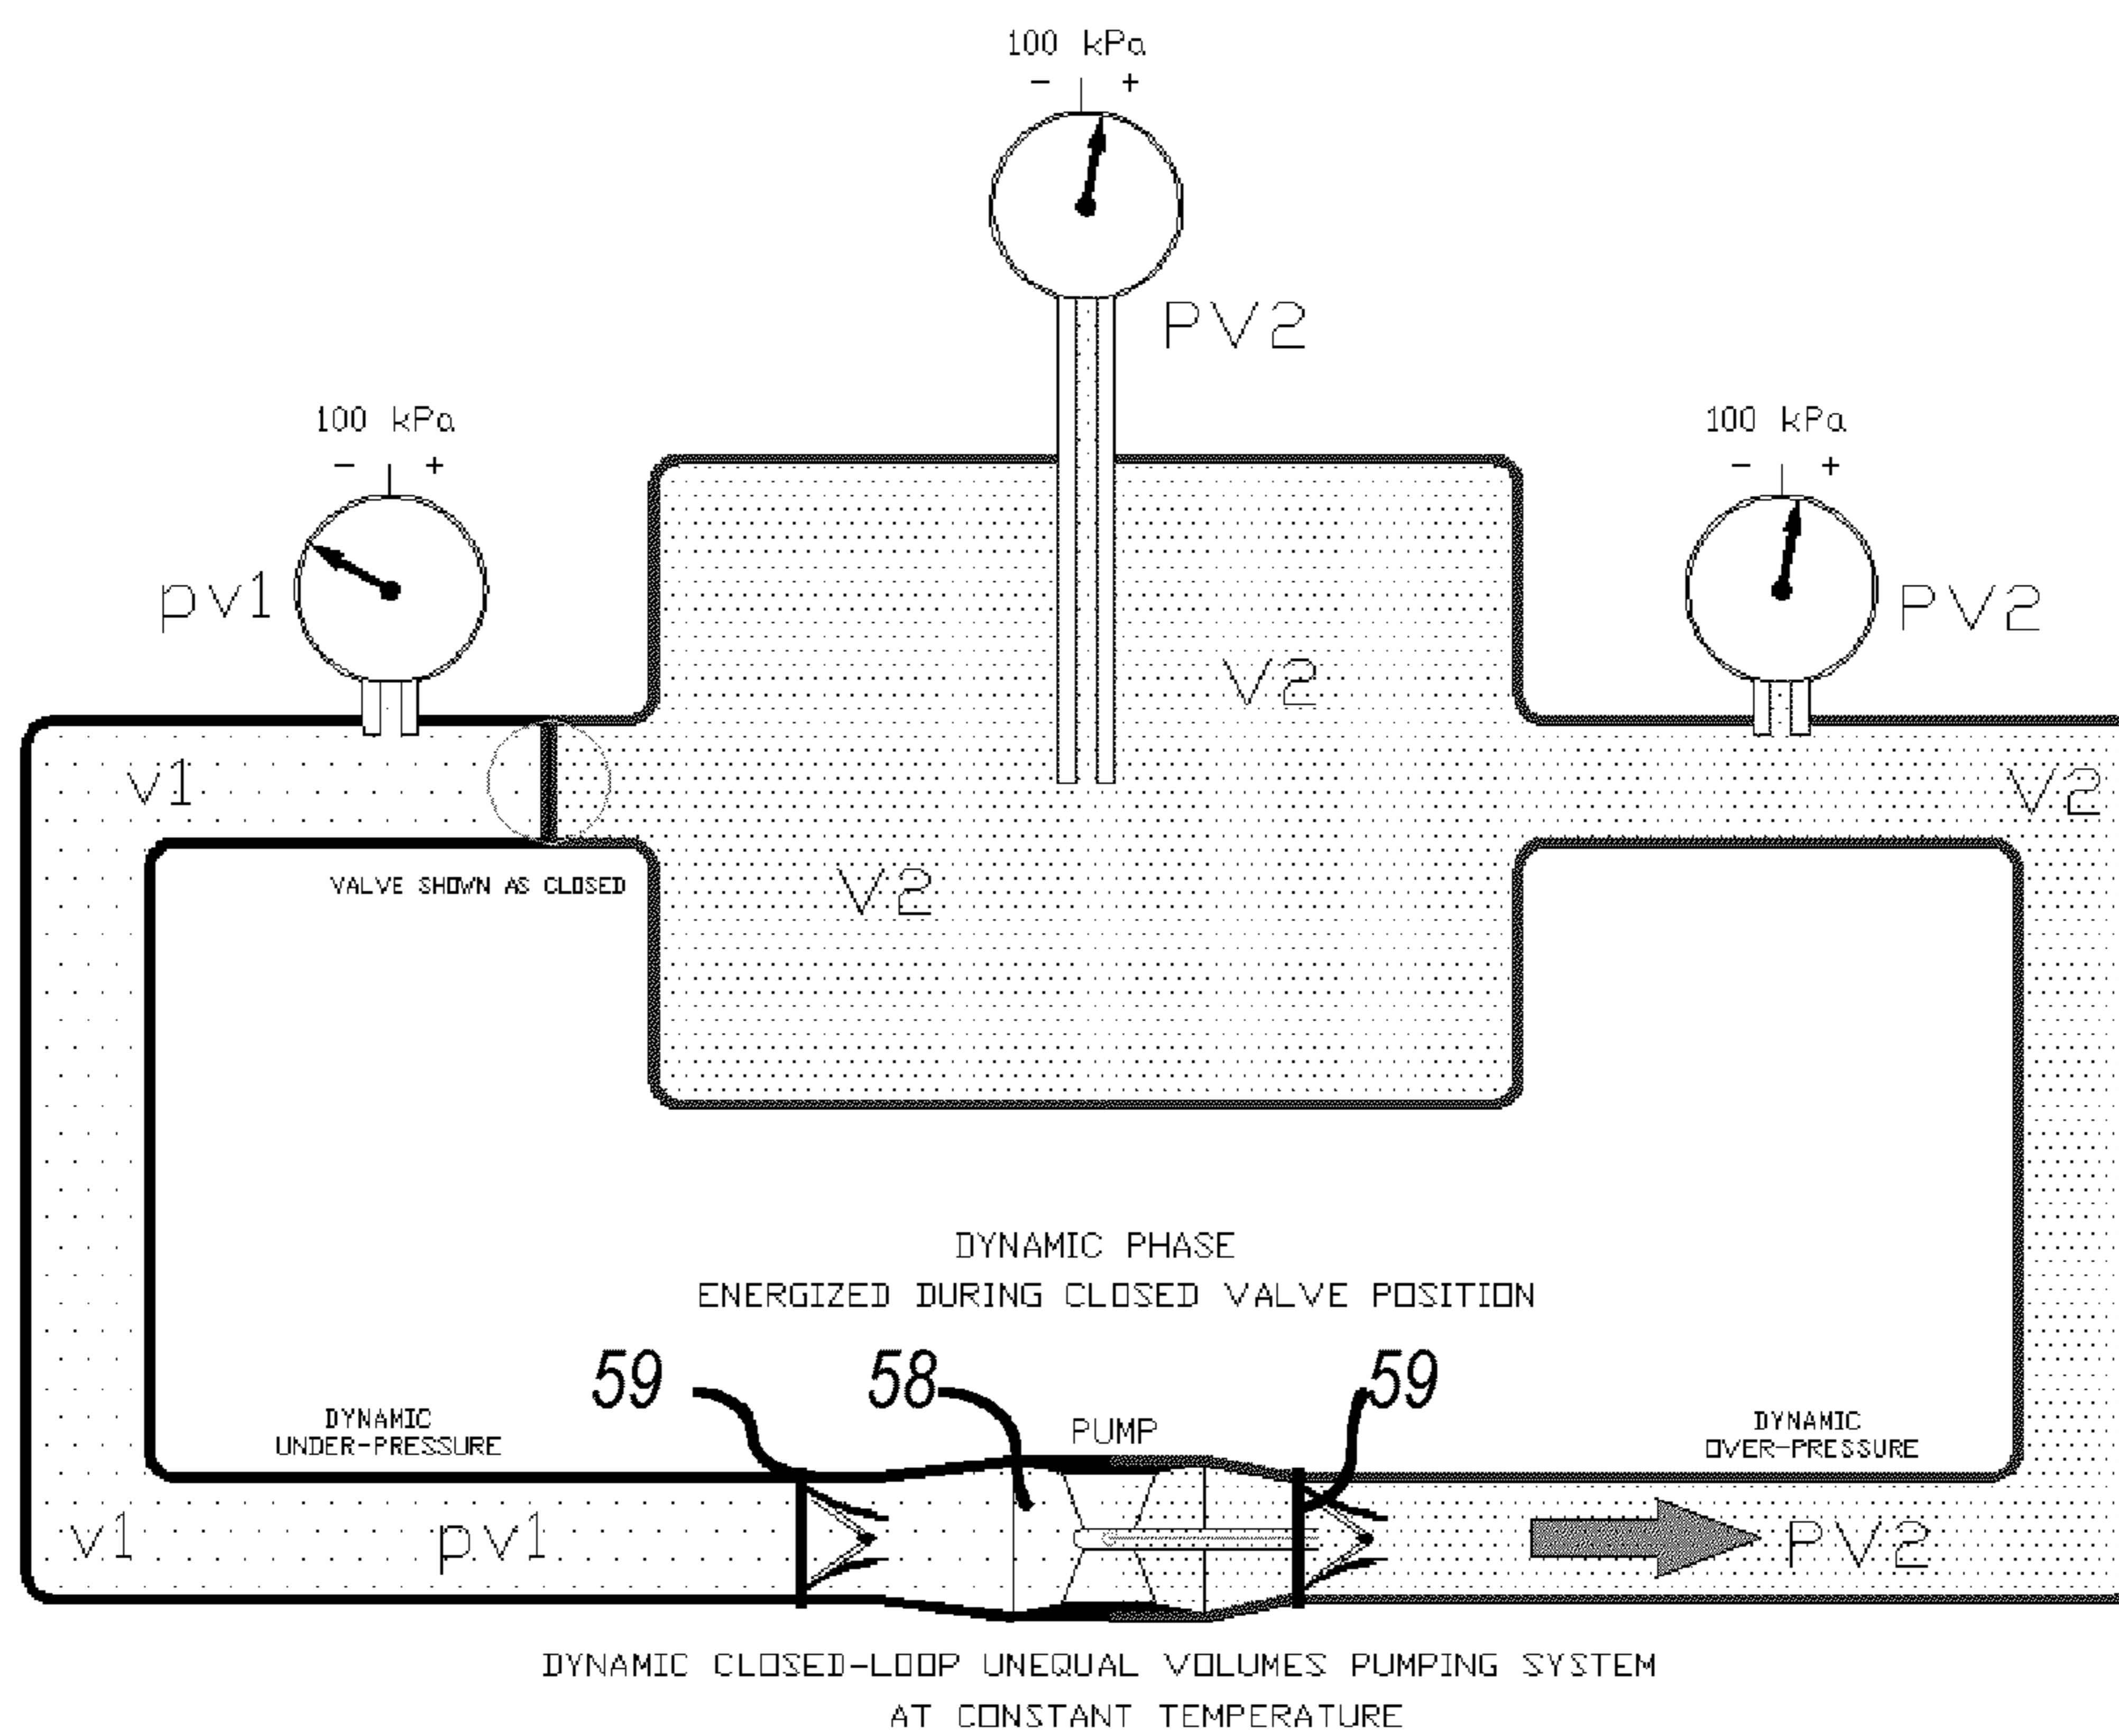 100 kPa
- +
PV2
100 kPa
- +
pv1
100 kPa
- +
PV2
V2
v1
V2
VALVE SHOWN AS CLOSED
V2
DYNAMIC PHASE
ENERGIZED DURING CLOSED VALVE POSITION
59
58
59
DYNAMIC
UNDER-PRESSURE
PUMP
DYNAMIC
OVER-PRESSURE
v1
pv1
PV2
DYNAMIC CLOSED-LOOP UNEQUAL VOLUMES PUMPING SYSTEM
AT CONSTANT TEMPERATURE